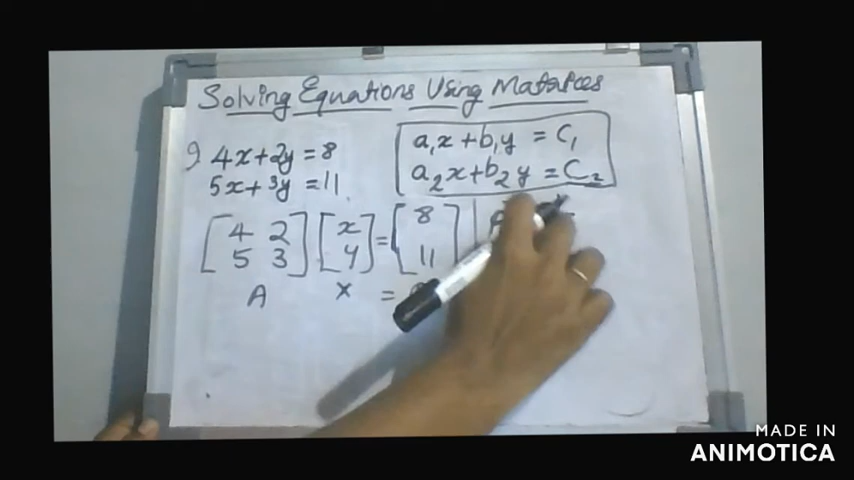 Solving Equations Using Matrices
9) 4x+2y = 8
5x+3y = 11
a₁x + b₁y = C₁
a₂x + b₂y = C₂
[4 2] [x] = [8]
[5 3] [y] [11]
A X =
MADE IN
ANIMOTICA